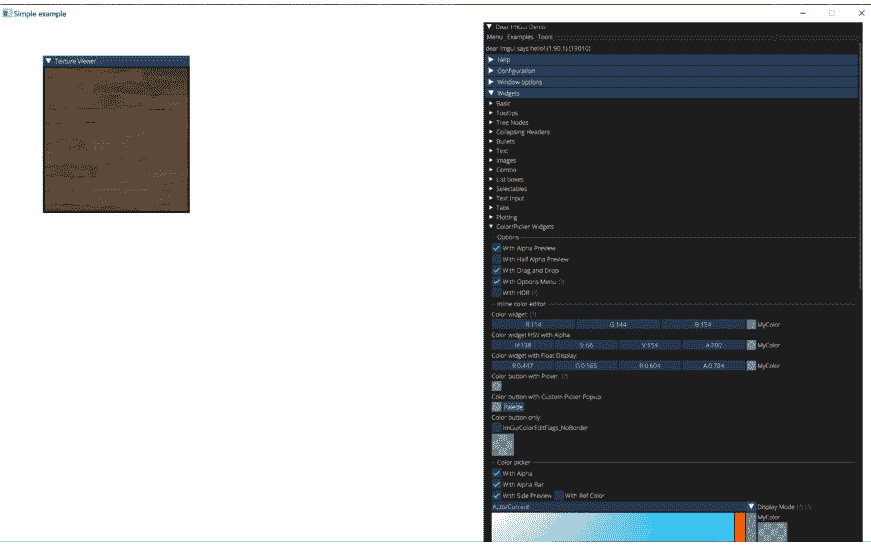 Simple example
Texture Viewer
Dear ImGui Demo
Menu Examples Tools
dear imgui says hello! (1.90.1) (19010)
Help
Configuration
Window options
Widgets
Basic
Tooltips
Tree Nodes
Collapsing Headers
Bullets
Text
Images
Combo
List boxes
Selectables
Text Input
Tabs
Plotting
Color/Picker Widgets
Options
With Alpha Preview
With Half Alpha Preview
With Drag and Drop
With Options Menu (?)
With HDR (?)
Inline color editor
Color widget: (?)
R:114 G:144 B:154 MyColor
Color widget HSV with Alpha:
H:138 S:66 V:154 A:200 MyColor
Color widget with Float Display:
R:0.447 G:0.565 B:0.604 A:0.784 MyColor
Color button with Picker: (?)
Color button with Custom Picker Popup:
Palette
Color button only:
ImGuiColorEditFlags_NoBorder
Color picker
With Alpha
With Alpha Bar
With Side Preview With Ref Color
Auto/Current Display Mode (?) (?)
MyColor